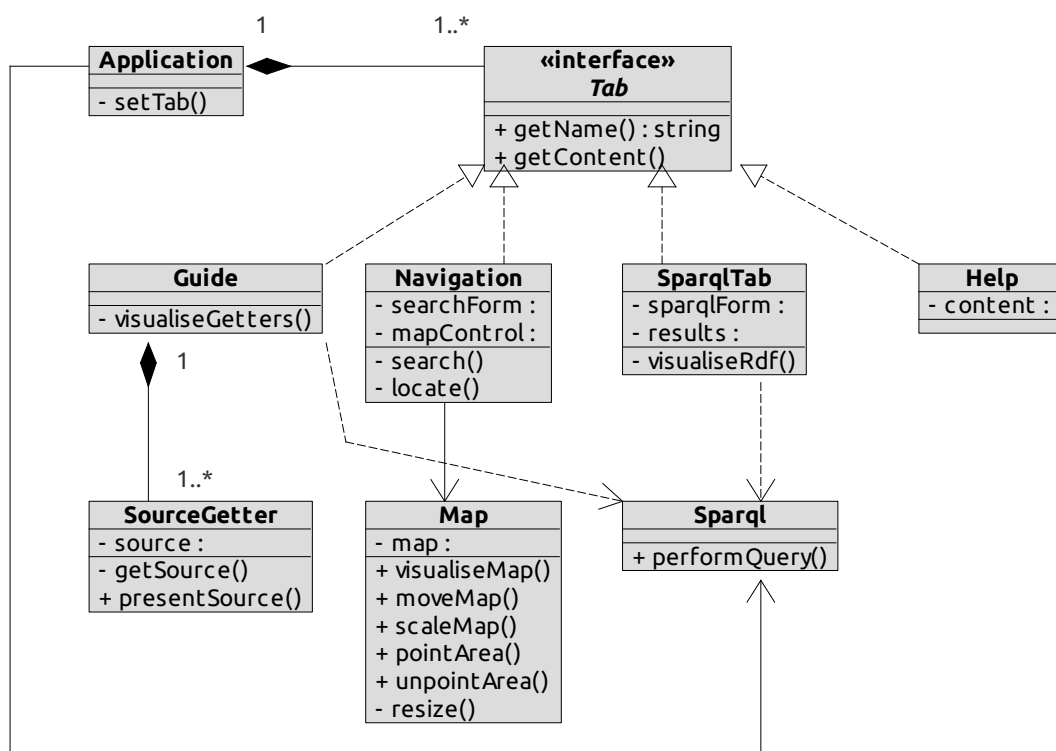 1
1..*
Application
- setTab()
«interface»
Tab
+ getName() : string
+ getContent()
Guide
- visualiseGetters()
Navigation
- searchForm :
- mapControl :
- search()
- locate()
SparqlTab
- sparqlForm :
- results :
- visualiseRdf()
Help
- content :
1
1..*
SourceGetter
- source :
- getSource()
+ presentSource()
Map
- map :
+ visualiseMap()
+ moveMap()
+ scaleMap()
+ pointArea()
+ unpointArea()
- resize()
Sparql
+ performQuery()